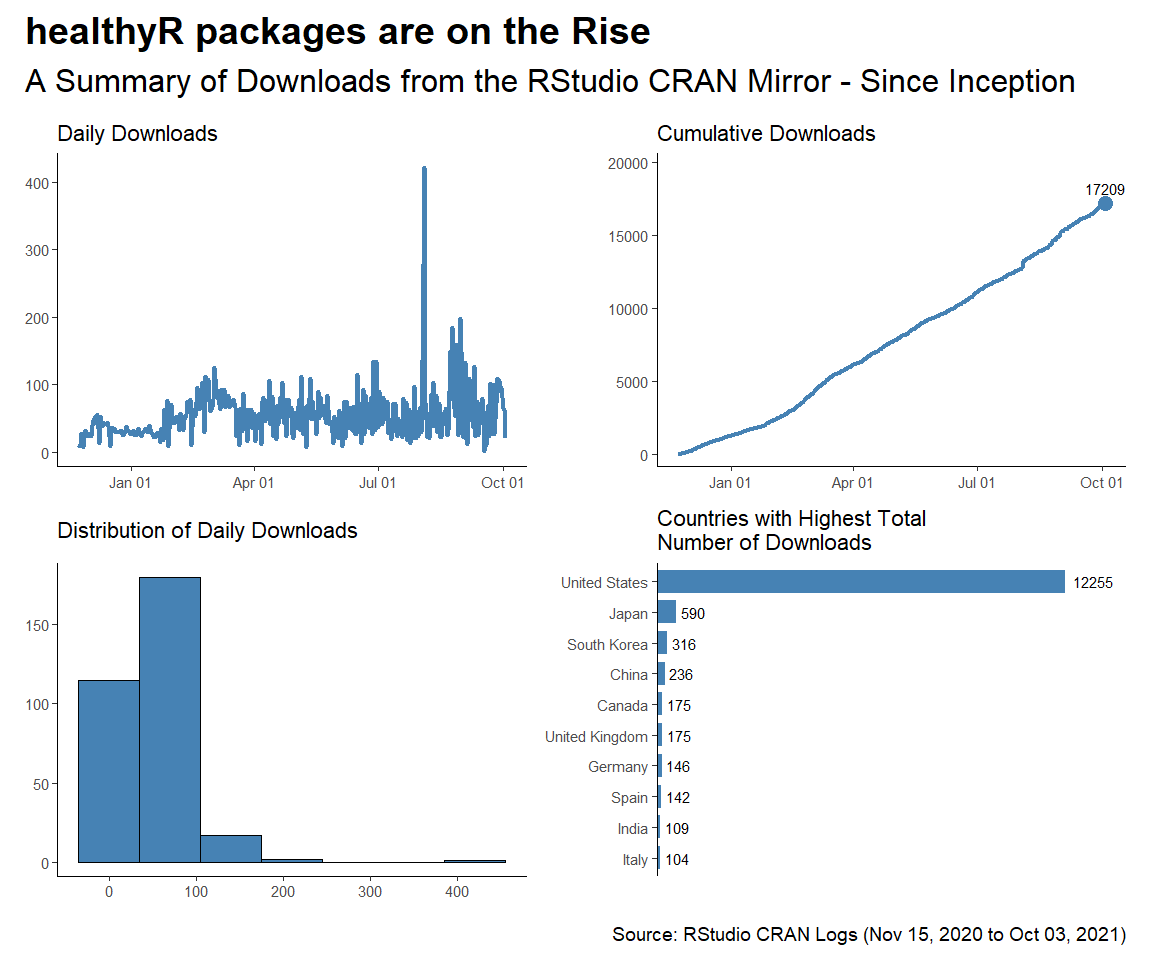 healthyR packages are on the Rise
A Summary of Downloads from the RStudio CRAN Mirror - Since Inception
Daily Downloads
400
300
200
100
0
Jan 01 Apr 01 Jul 01 Oct 01
Cumulative Downloads
20000
15000
10000
5000
0
17209
Jan 01 Apr 01 Jul 01 Oct 01
Distribution of Daily Downloads
150
100
50
0
0 100 200 300 400
Countries with Highest Total
Number of Downloads
United States 12255
Japan 590
South Korea 316
China 236
Canada 175
United Kingdom 175
Germany 146
Spain 142
India 109
Italy 104
Source: RStudio CRAN Logs (Nov 15, 2020 to Oct 03, 2021)